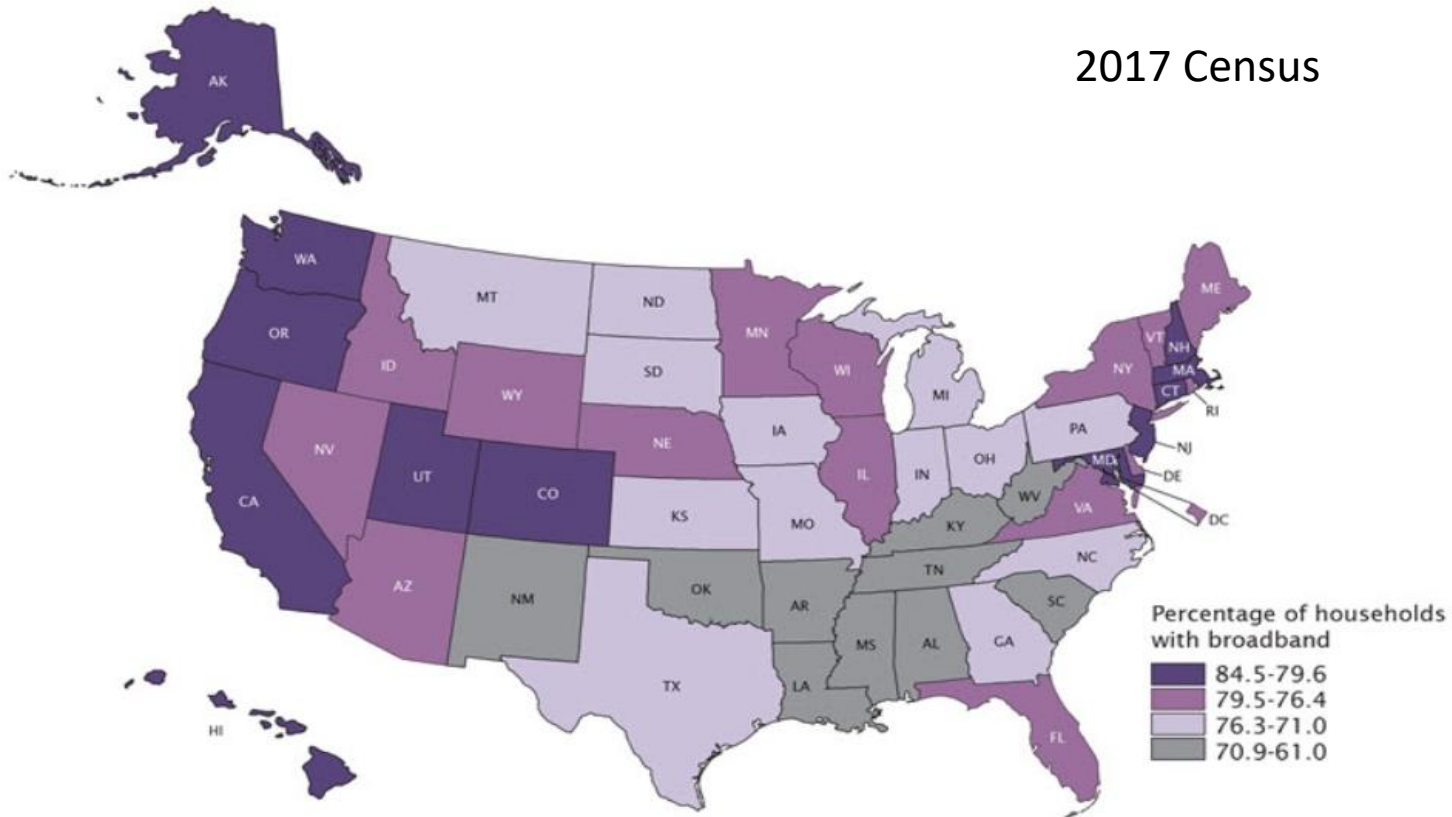 2017 Census
AK
WA
MT
ND
ME
OR
MN
VT
NH
ID
SD
WI
NY
MA
WY
MI
CT
RI
IA
PA
NE
NV
NJ
UT
IL
IN
OH
MD
DE
CA
CO
WV
KS
MO
VA
DC
KY
NC
TN
AZ
NM
OK
AR
SC
MS
AL
GA
TX
LA
HI
FL
Percentage of households
with broadband
84.5-79.6
79.5-76.4
76.3-71.0
70.9-61.0